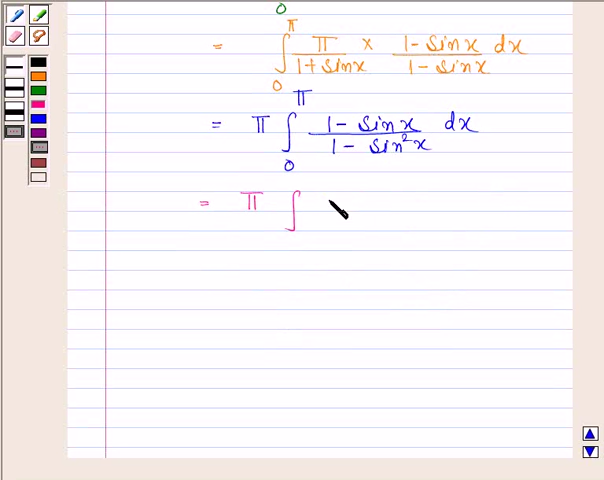 0
= ∫₀^π π/(1+sinx) × (1-sinx)/(1-sinx) dx
= π ∫₀^π (1-sinx)/(1-sin²x) dx
= π ∫